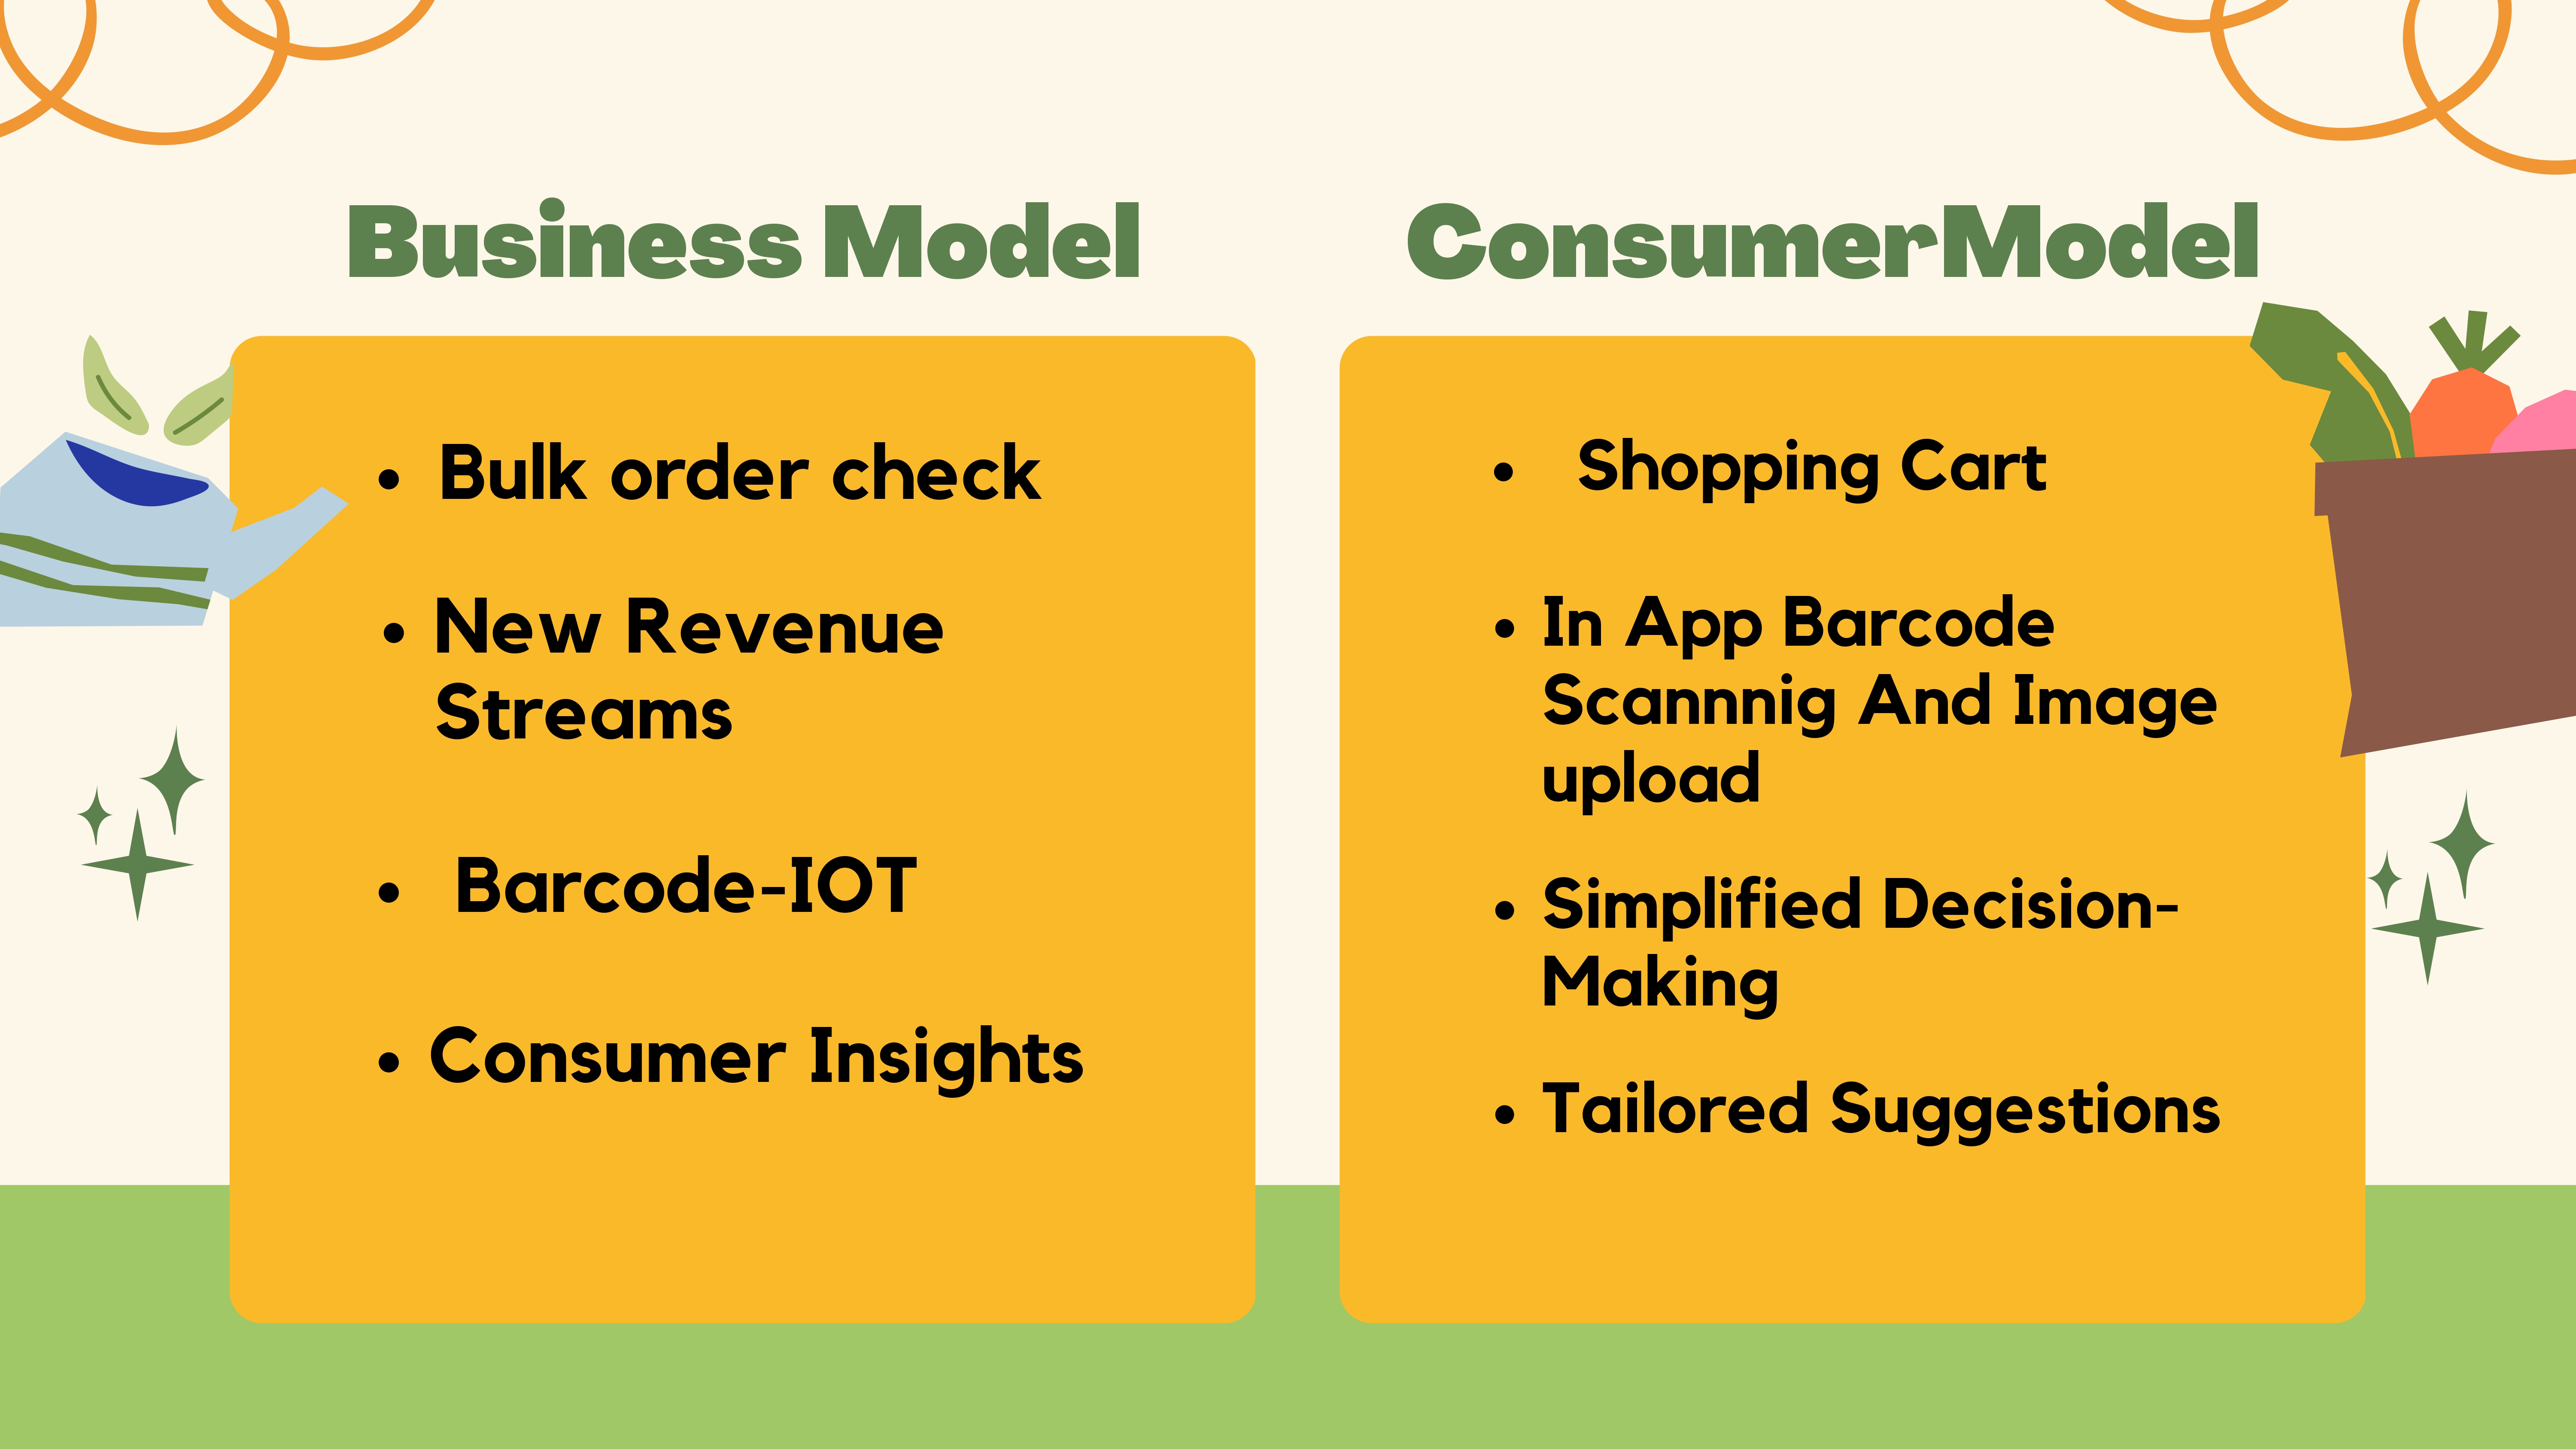 Business Model
• Bulk order check
• New Revenue
Streams
• Barcode-IOT
• Consumer Insights
ConsumerModel
• Shopping Cart
• In App Barcode
Scannnig And Image
upload
• Simplified Decision-
Making
• Tailored Suggestions